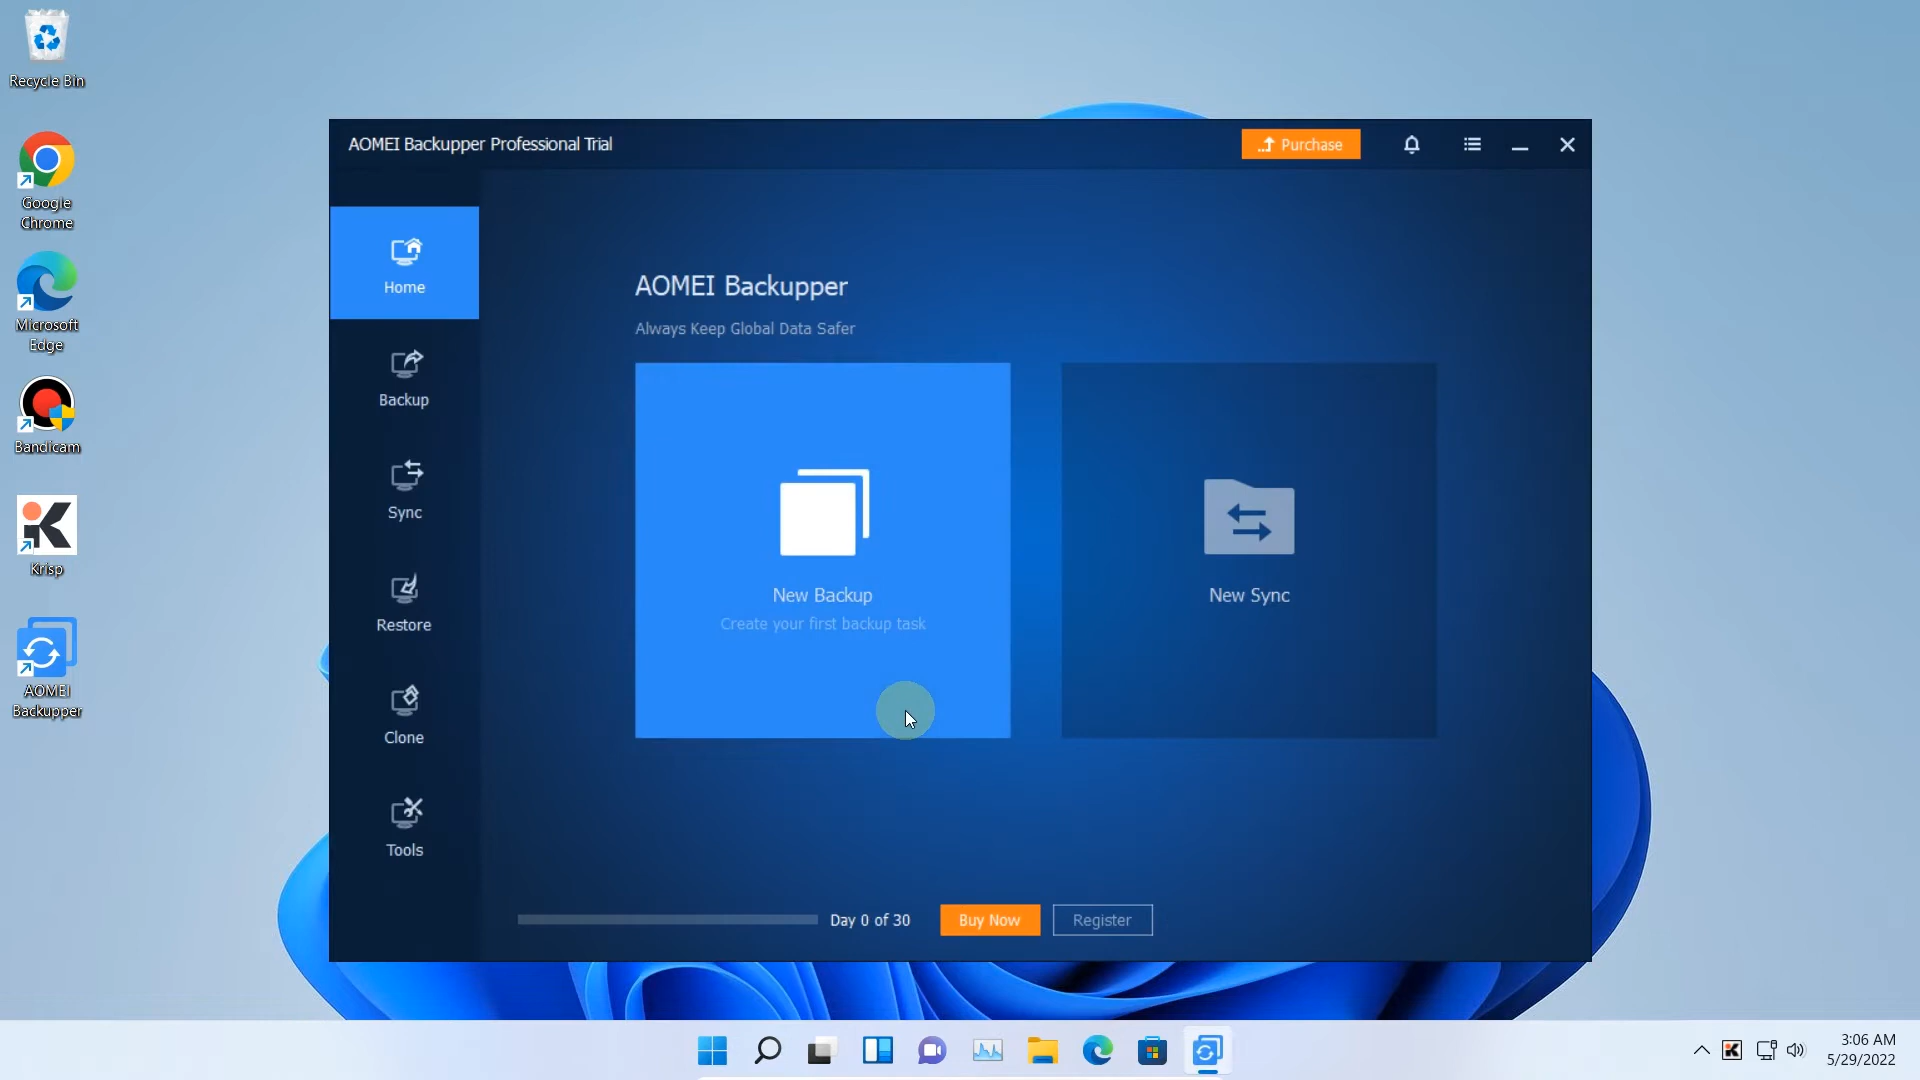 Recycle Bin
Google
Chrome
Microsoft
Edge
Bandicam
Krisp
AOMEI
Backupper
AOMEI Backupper Professional Trial
Purchase
Home
Backup
Sync
Restore
Clone
Tools
AOMEI Backupper
Always Keep Global Data Safer
New Backup
Create your first backup task
New Sync
Day 0 of 30
Buy Now
Register
3:06 AM
5/29/2022